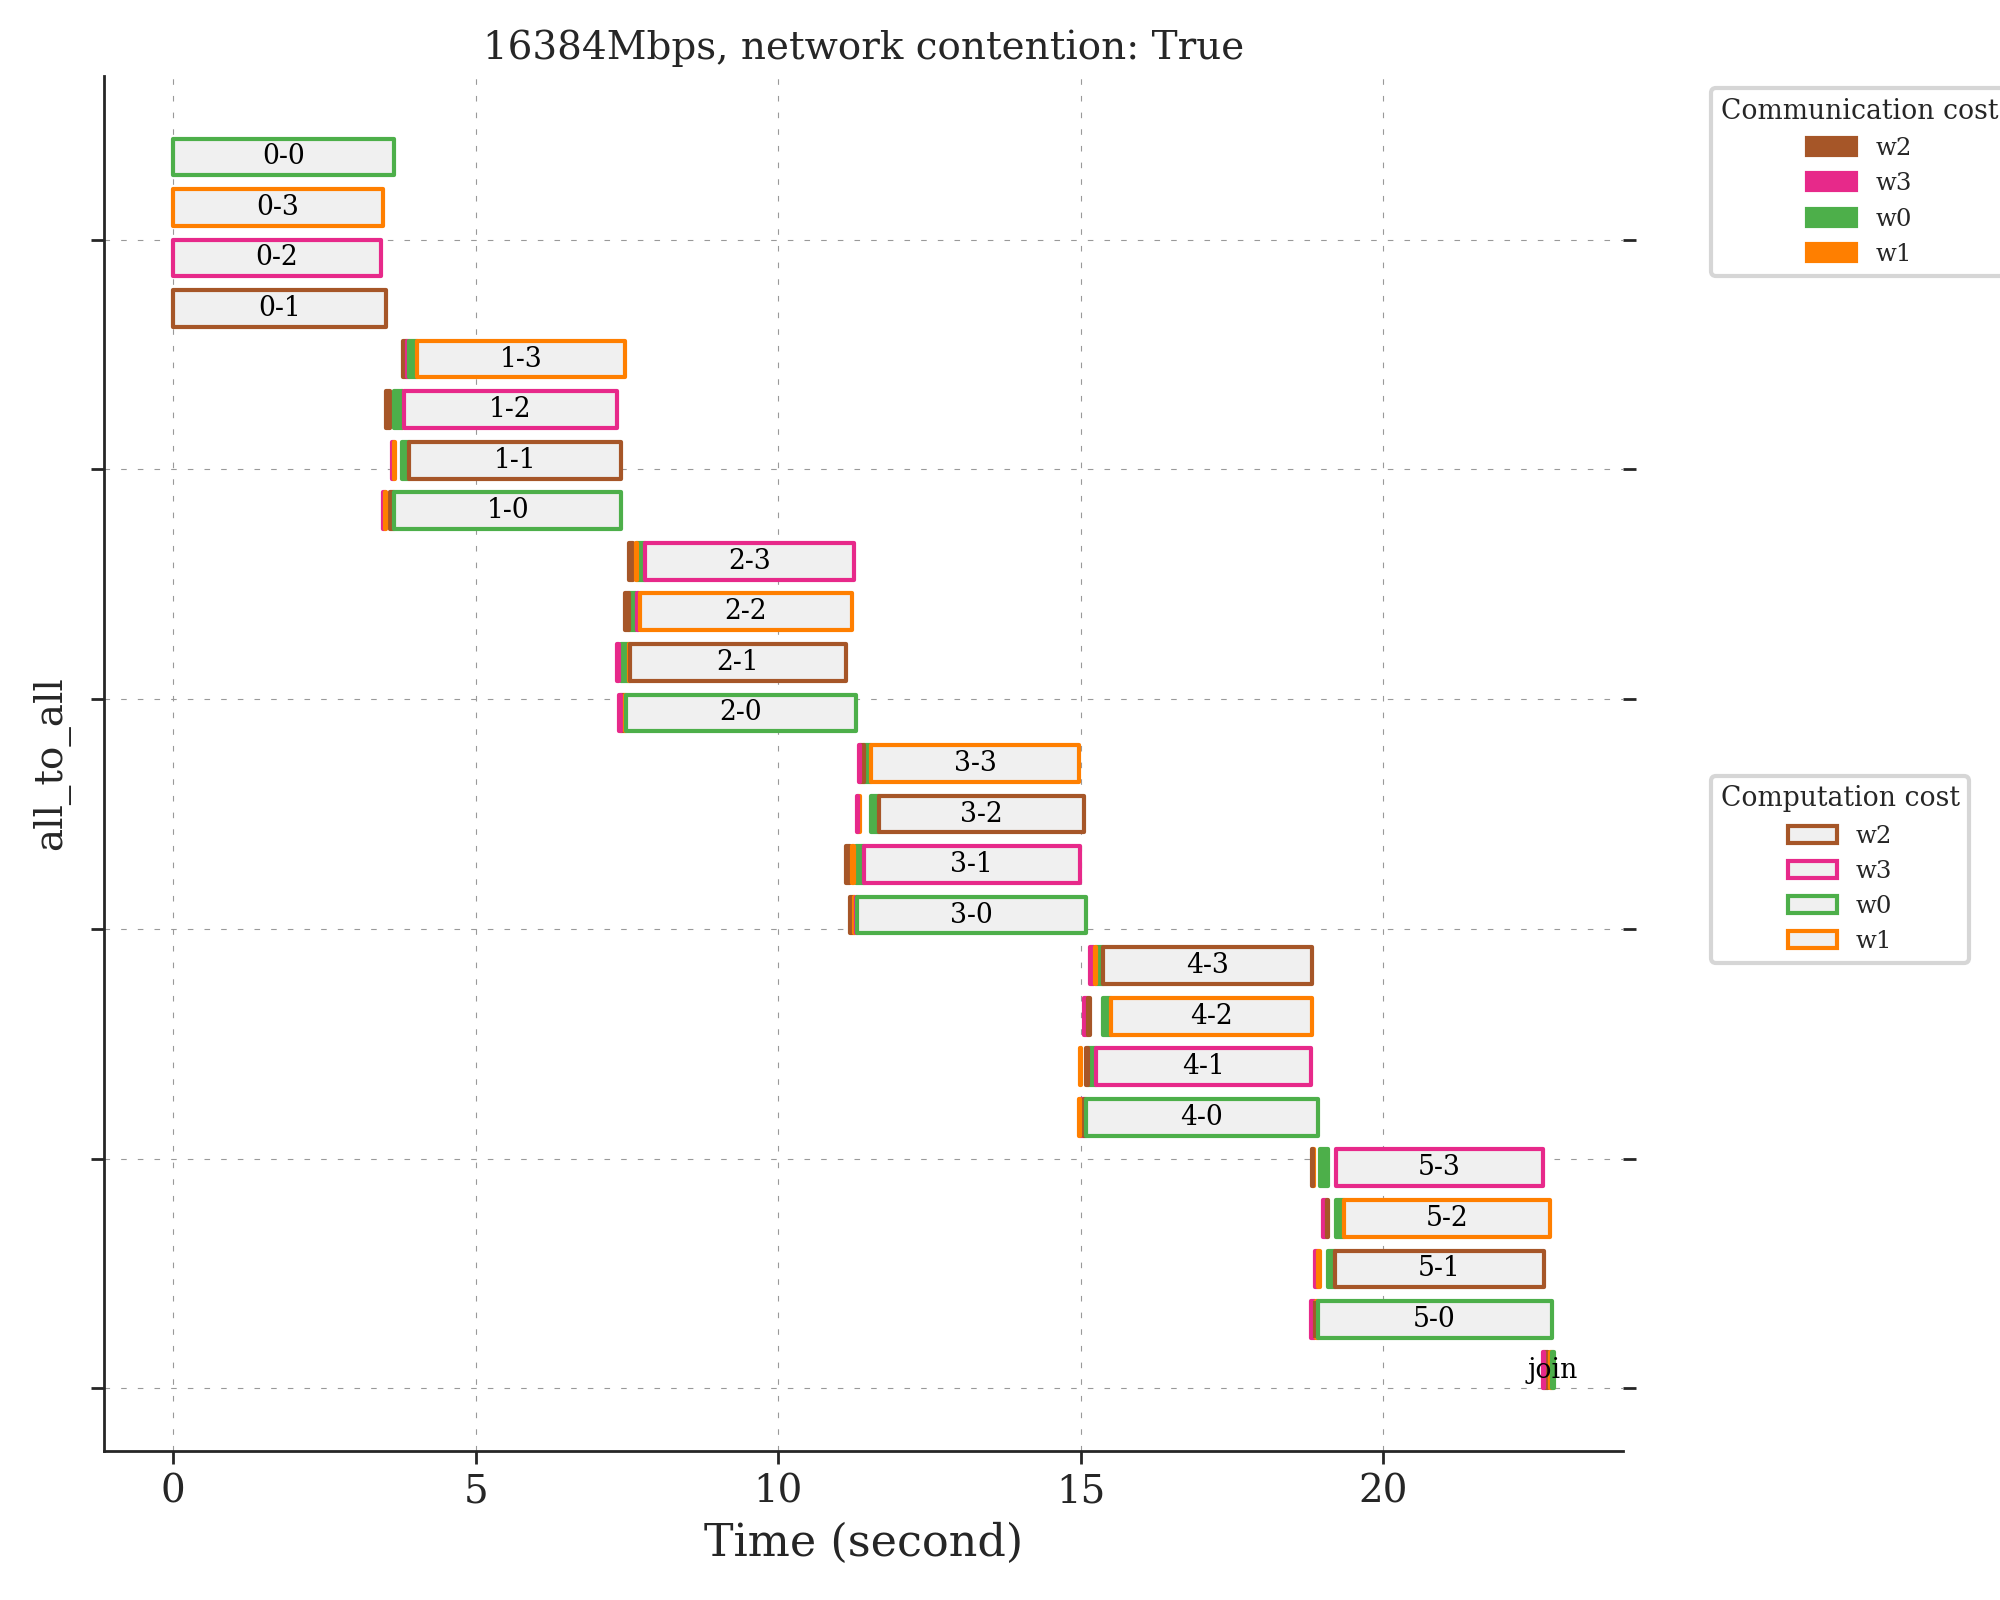 16384Mbps, network contention: True
Communication cost
w2
w3
w0
w1
0-0
0-3
0-2
0-1
1-3
1-2
1-1
1-0
2-3
2-2
2-1
2-0
3-3
3-2
3-1
3-0
4-3
4-2
4-1
4-0
5-3
5-2
5-1
5-0
join
all_to_all
Computation cost
w2
w3
w0
w1
0 5 10 15 20
Time (second)